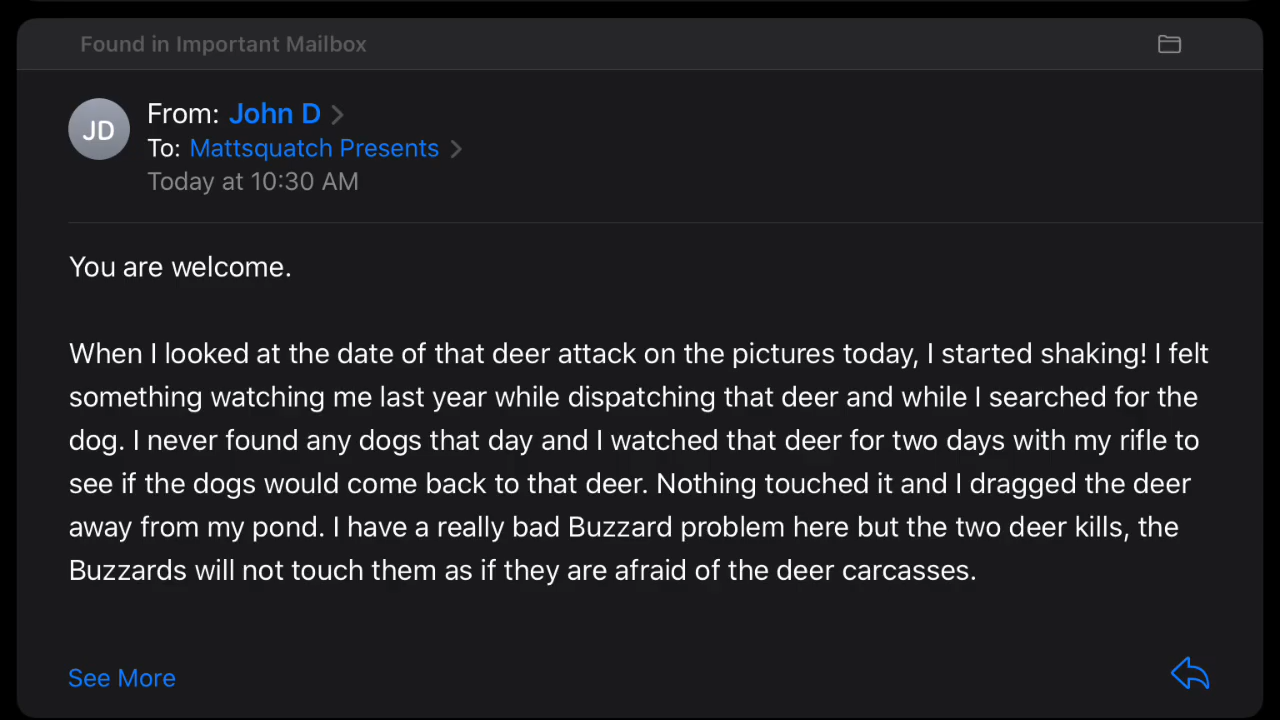 Found in Important Mailbox
JD
From: John D
To: Mattsquatch Presents
Today at 10:30 AM
You are welcome.
When I looked at the date of that deer attack on the pictures today, I started shaking! I felt
something watching me last year while dispatching that deer and while I searched for the
dog. I never found any dogs that day and I watched that deer for two days with my rifle to
see if the dogs would come back to that deer. Nothing touched it and I dragged the deer
away from my pond. I have a really bad Buzzard problem here but the two deer kills, the
Buzzards will not touch them as if they are afraid of the deer carcasses.
See More